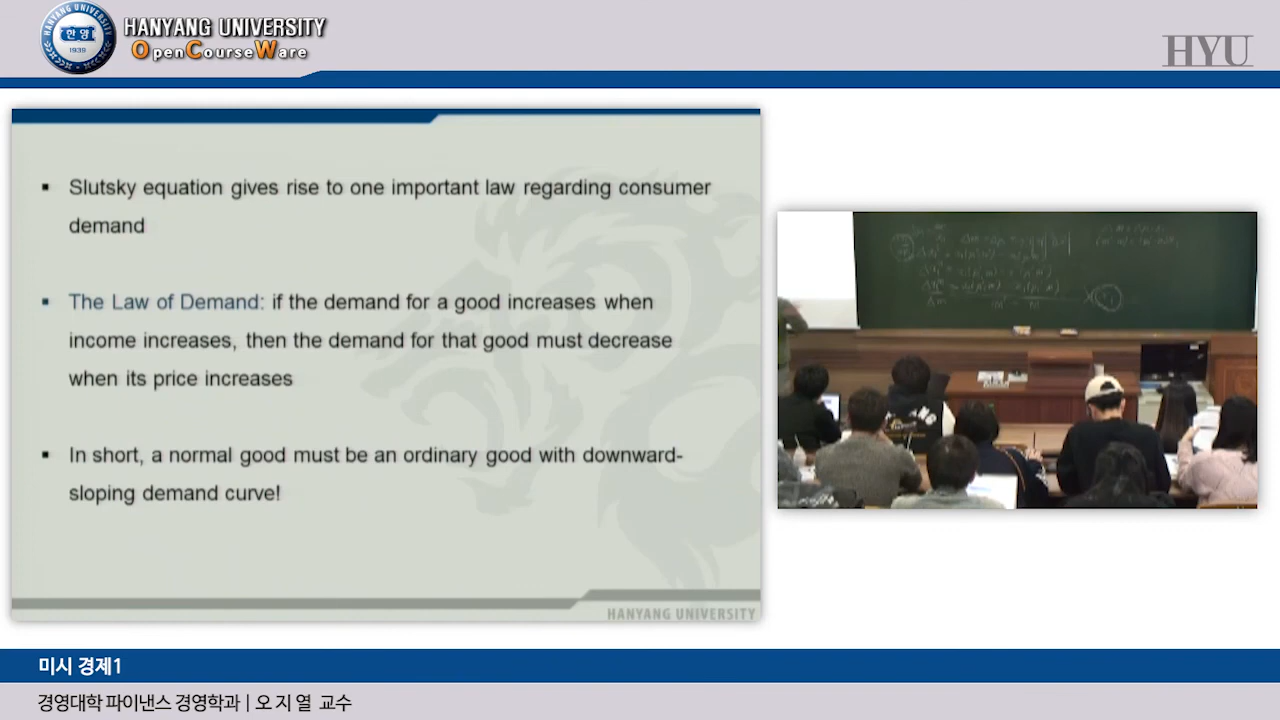 HANYANG UNIVERSITY
한양
1939
HANYANG UNIVERSITY
OpenCourseWare
HYU
▪ Slutsky equation gives rise to one important law regarding consumer
demand
▪ The Law of Demand: if the demand for a good increases when
income increases, then the demand for that good must decrease
when its price increases
▪ In short, a normal good must be an ordinary good with downward-
sloping demand curve!
HANYANG UNIVERSITY
미시 경제1
경영대학 파이낸스 경영학과 | 오 지 열 교수